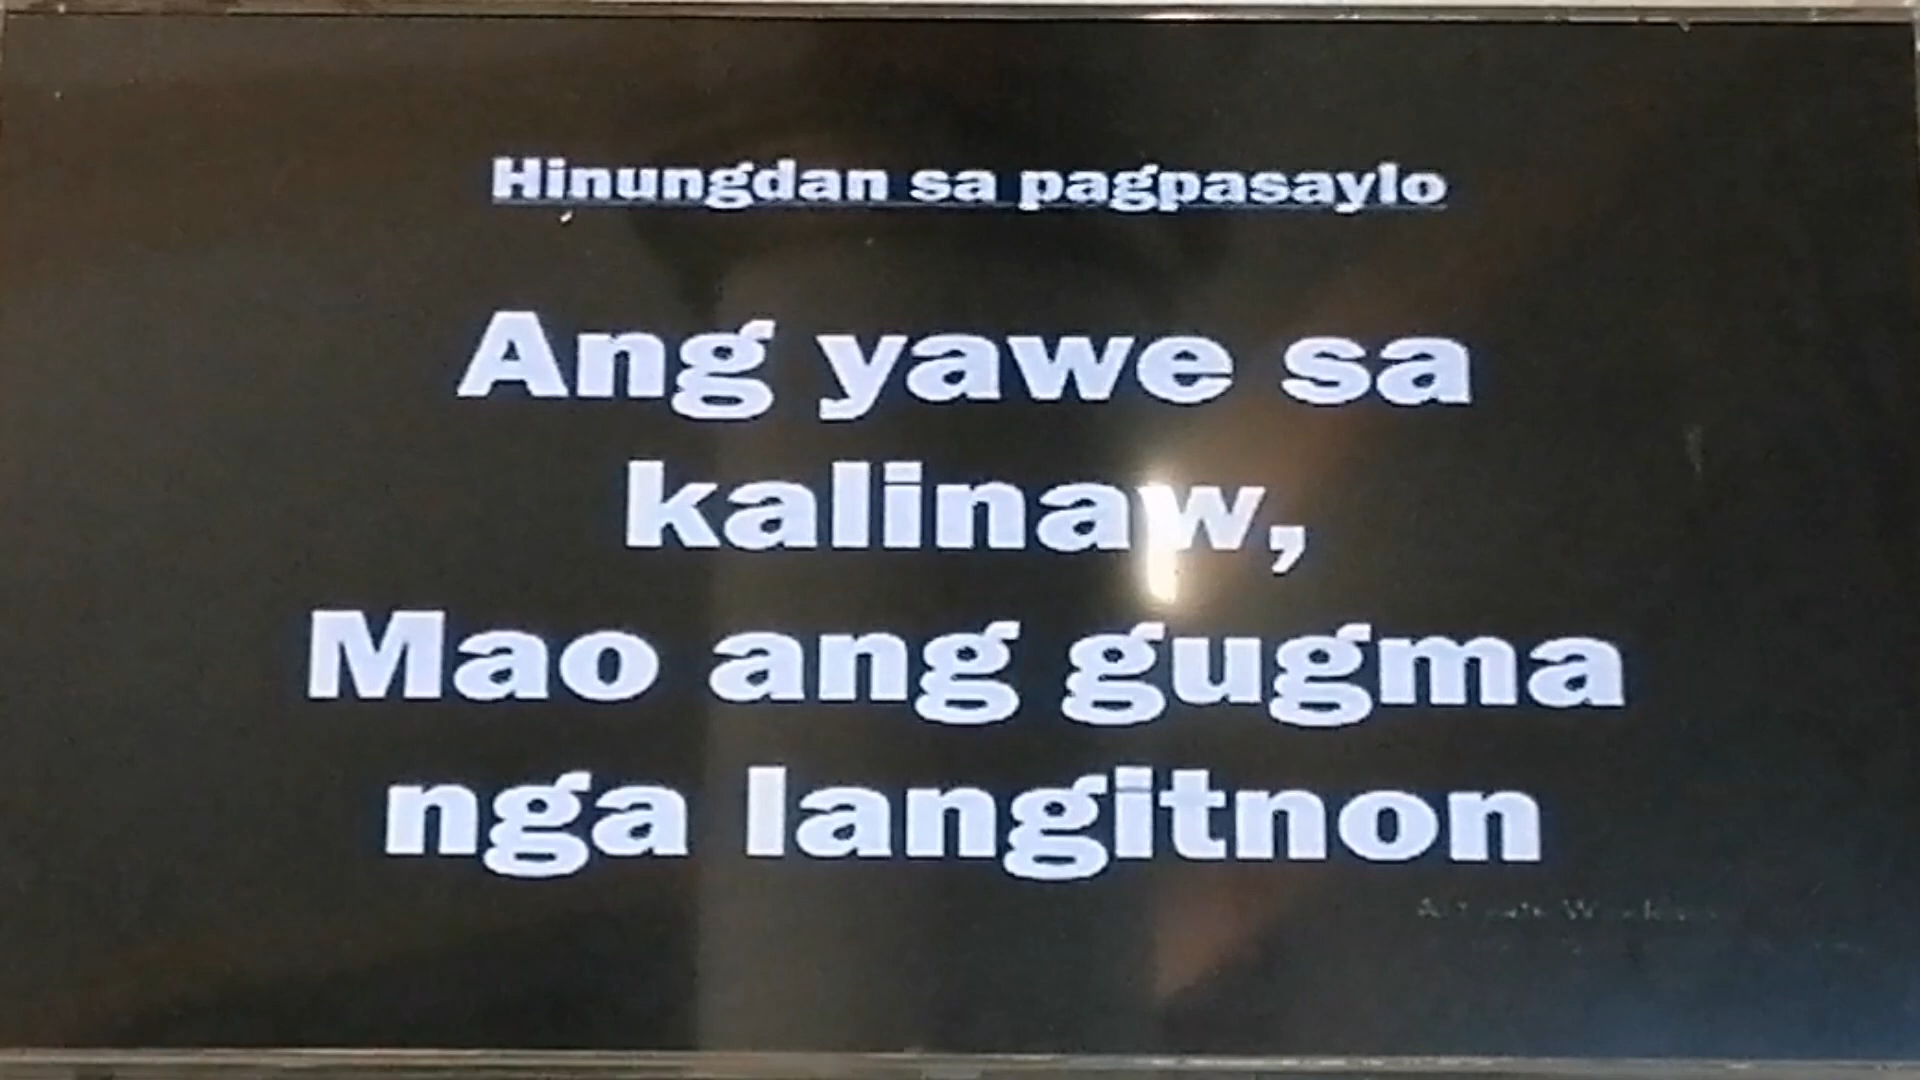 Hinungdan sa pagpasaylo
Ang yawe sa
kalinaw,
Mao ang gugma
nga langitnon